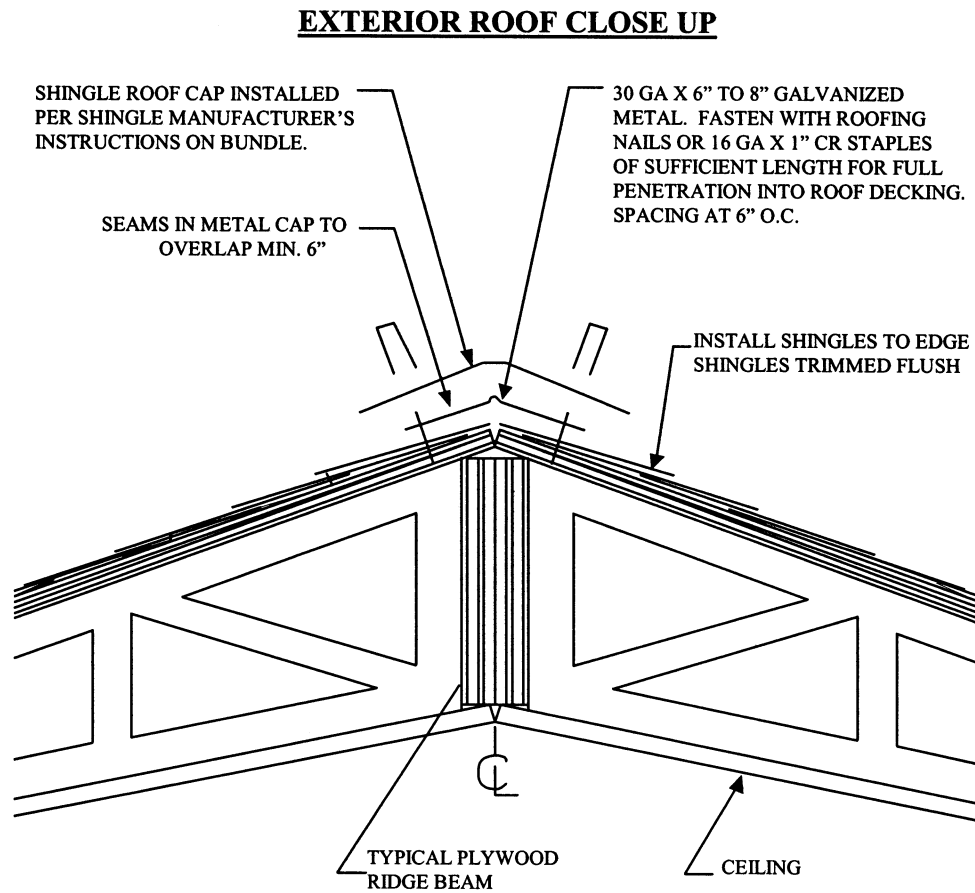 EXTERIOR ROOF CLOSE UP
SHINGLE ROOF CAP INSTALLED
PER SHINGLE MANUFACTURER'S
INSTRUCTIONS ON BUNDLE.
30 GA X 6” TO 8” GALVANIZED
METAL. FASTEN WITH ROOFING
NAILS OR 16 GA X 1” CR STAPLES
OF SUFFICIENT LENGTH FOR FULL
PENETRATION INTO ROOF DECKING.
SPACING AT 6” O.C.
SEAMS IN METAL CAP TO
OVERLAP MIN. 6”
INSTALL SHINGLES TO EDGE
SHINGLES TRIMMED FLUSH
℄
TYPICAL PLYWOOD
RIDGE BEAM
CEILING